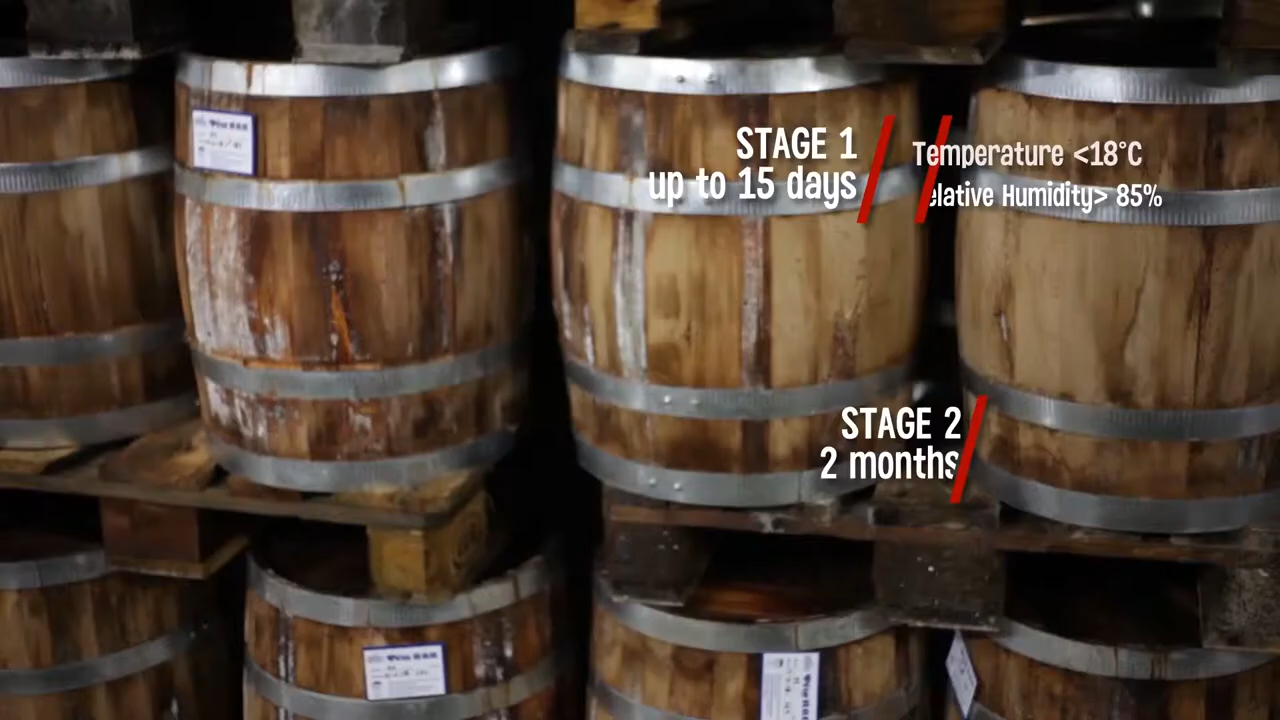 STAGE 1
up to 15 days
Temperature <18°C
elative Humidity> 85%
STAGE 2
2 months